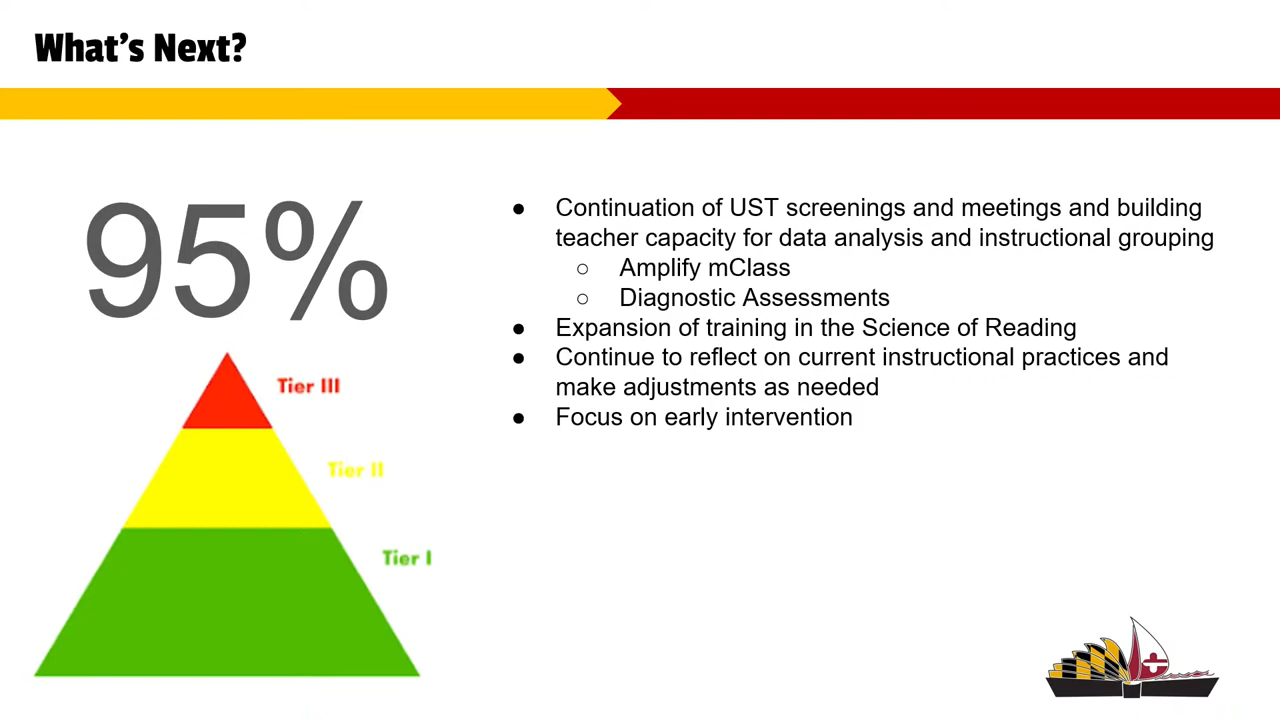 What's Next?
95%
Tier III
Tier II
Tier I
● Continuation of UST screenings and meetings and building
teacher capacity for data analysis and instructional grouping
○ Amplify mClass
○ Diagnostic Assessments
● Expansion of training in the Science of Reading
● Continue to reflect on current instructional practices and
make adjustments as needed
● Focus on early intervention